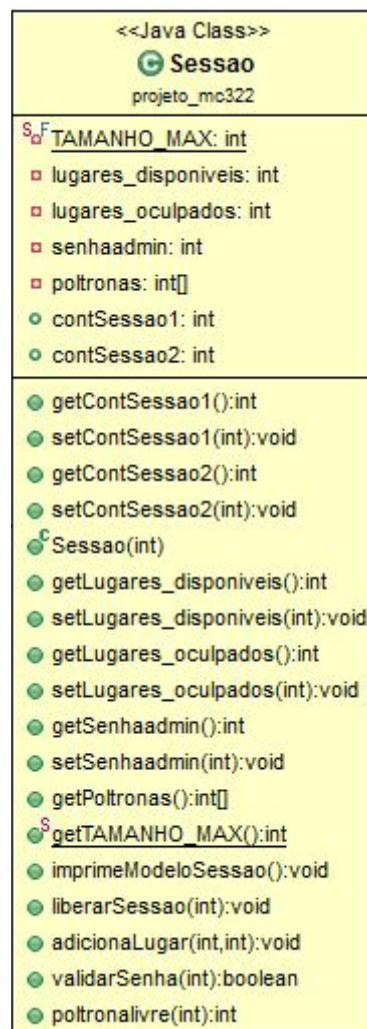 <<Java Class>>
C Sessao
projeto_mc322
S F TAMANHO_MAX: int
lugares_disponiveis: int
lugares_oculpados: int
senhaadmin: int
poltronas: int[]
contSessao1: int
contSessao2: int
getContSessao1():int
setContSessao1(int):void
getContSessao2():int
setContSessao2(int):void
C Sessao(int)
getLugares_disponiveis():int
setLugares_disponiveis(int):void
getLugares_oculpados():int
setLugares_oculpados(int):void
getSenhaadmin():int
setSenhaadmin(int):void
getPoltronas():int[]
S getTAMANHO_MAX():int
imprimeModeloSessao():void
liberarSessao(int):void
adicionaLugar(int,int):void
validarSenha(int):boolean
poltronalivre(int):int